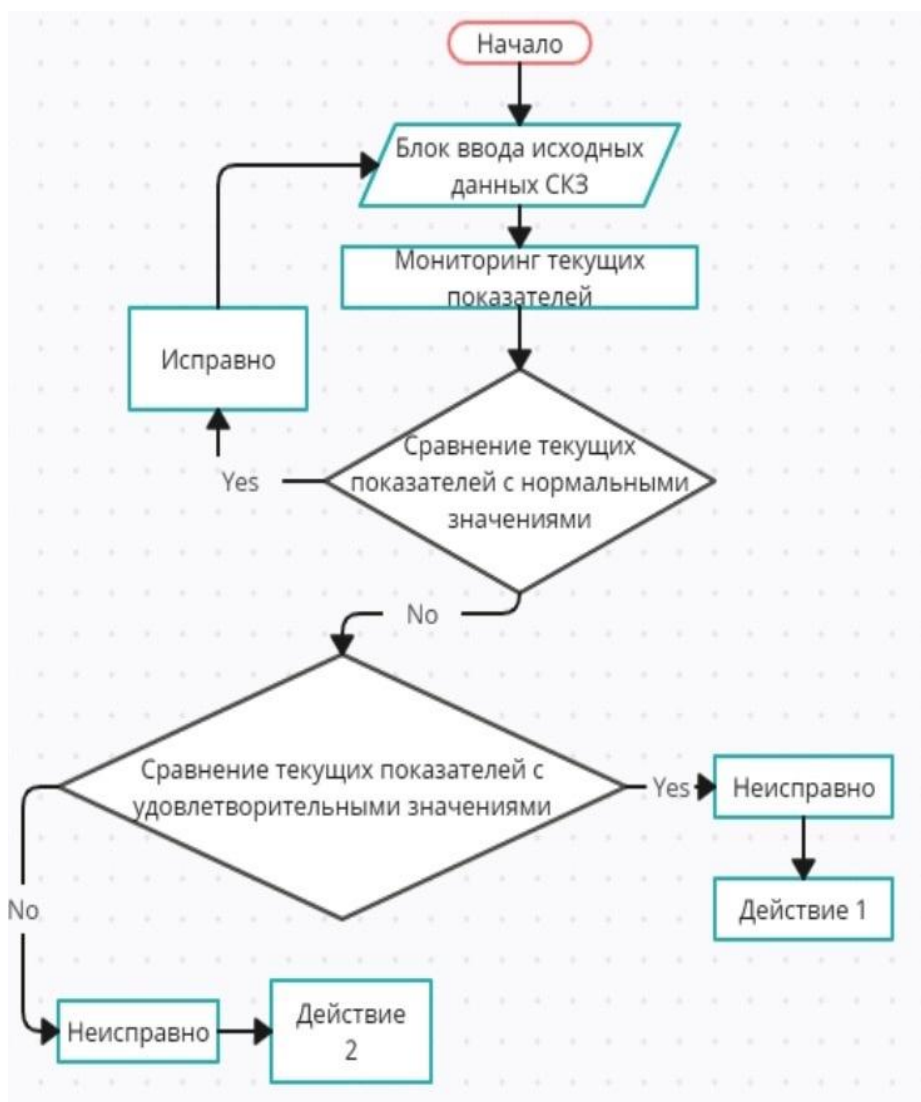 Начало
Блок ввода исходных
данных СКЗ
Мониторинг текущих
показателей
Исправно
Сравнение текущих
показателей с нормальными
значениями
Yes
No
Сравнение текущих показателей с
удовлетворительными значениями
Yes
Неисправно
Действие 1
No
Неисправно
Действие
2